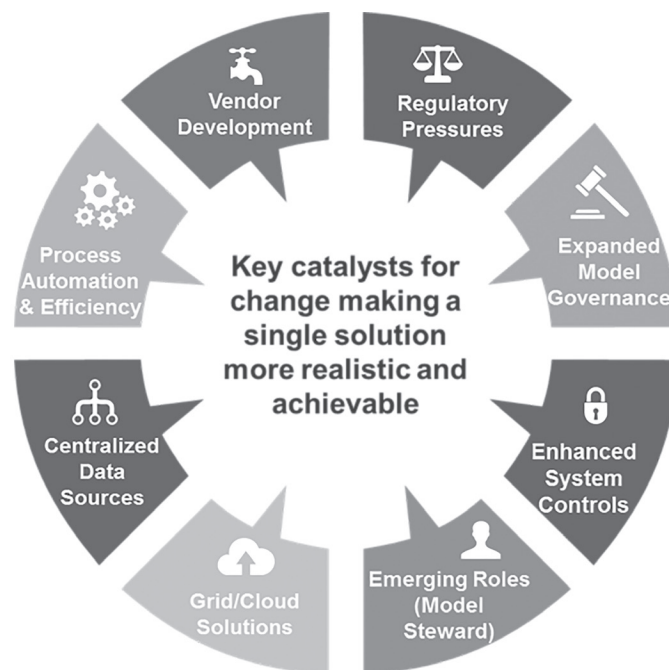 Vendor
Development
Regulatory
Pressures
Expanded
Model
Governance
Enhanced
System
Controls
Emerging Roles
(Model
Steward)
Grid/Cloud
Solutions
Centralized
Data
Sources
Process
Automation
& Efficiency
Key catalysts for
change making a
single solution
more realistic and
achievable